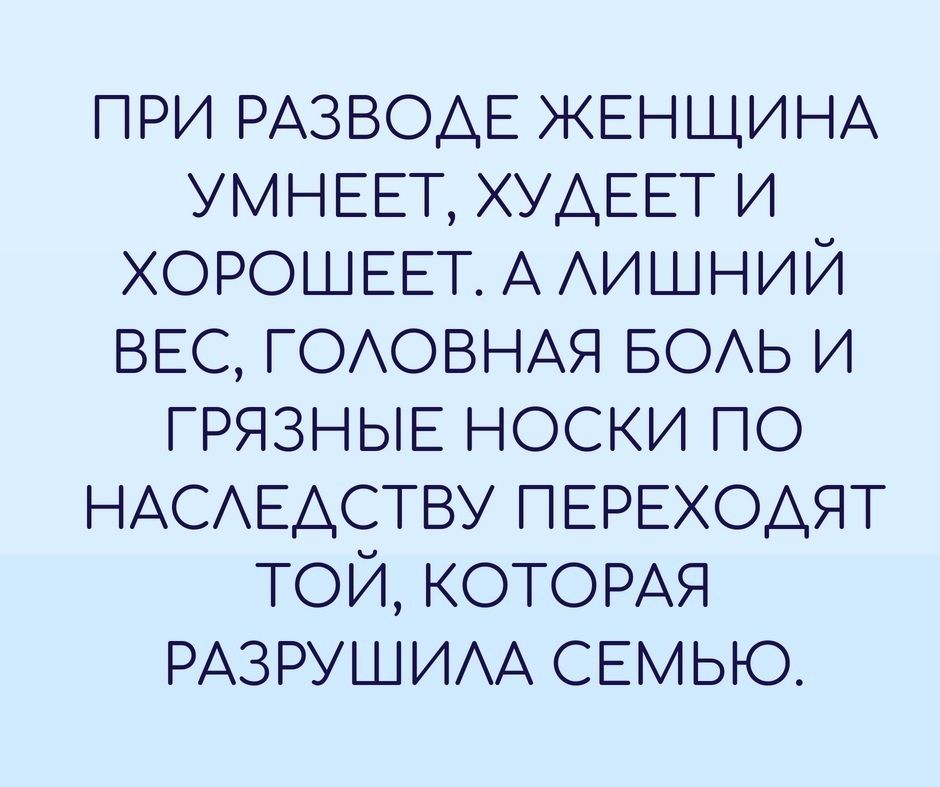 ПРИ РАЗВОДЕ ЖЕНЩИНА
УМНЕЕТ, ХУДЕЕТ И
ХОРОШЕЕТ. А ЛИШНИЙ
ВЕС, ГОЛОВНАЯ БОЛЬ И
ГРЯЗНЫЕ НОСКИ ПО
НАСЛЕДСТВУ ПЕРЕХОДЯТ
ТОЙ, КОТОРАЯ
РАЗРУШИЛА СЕМЬЮ.